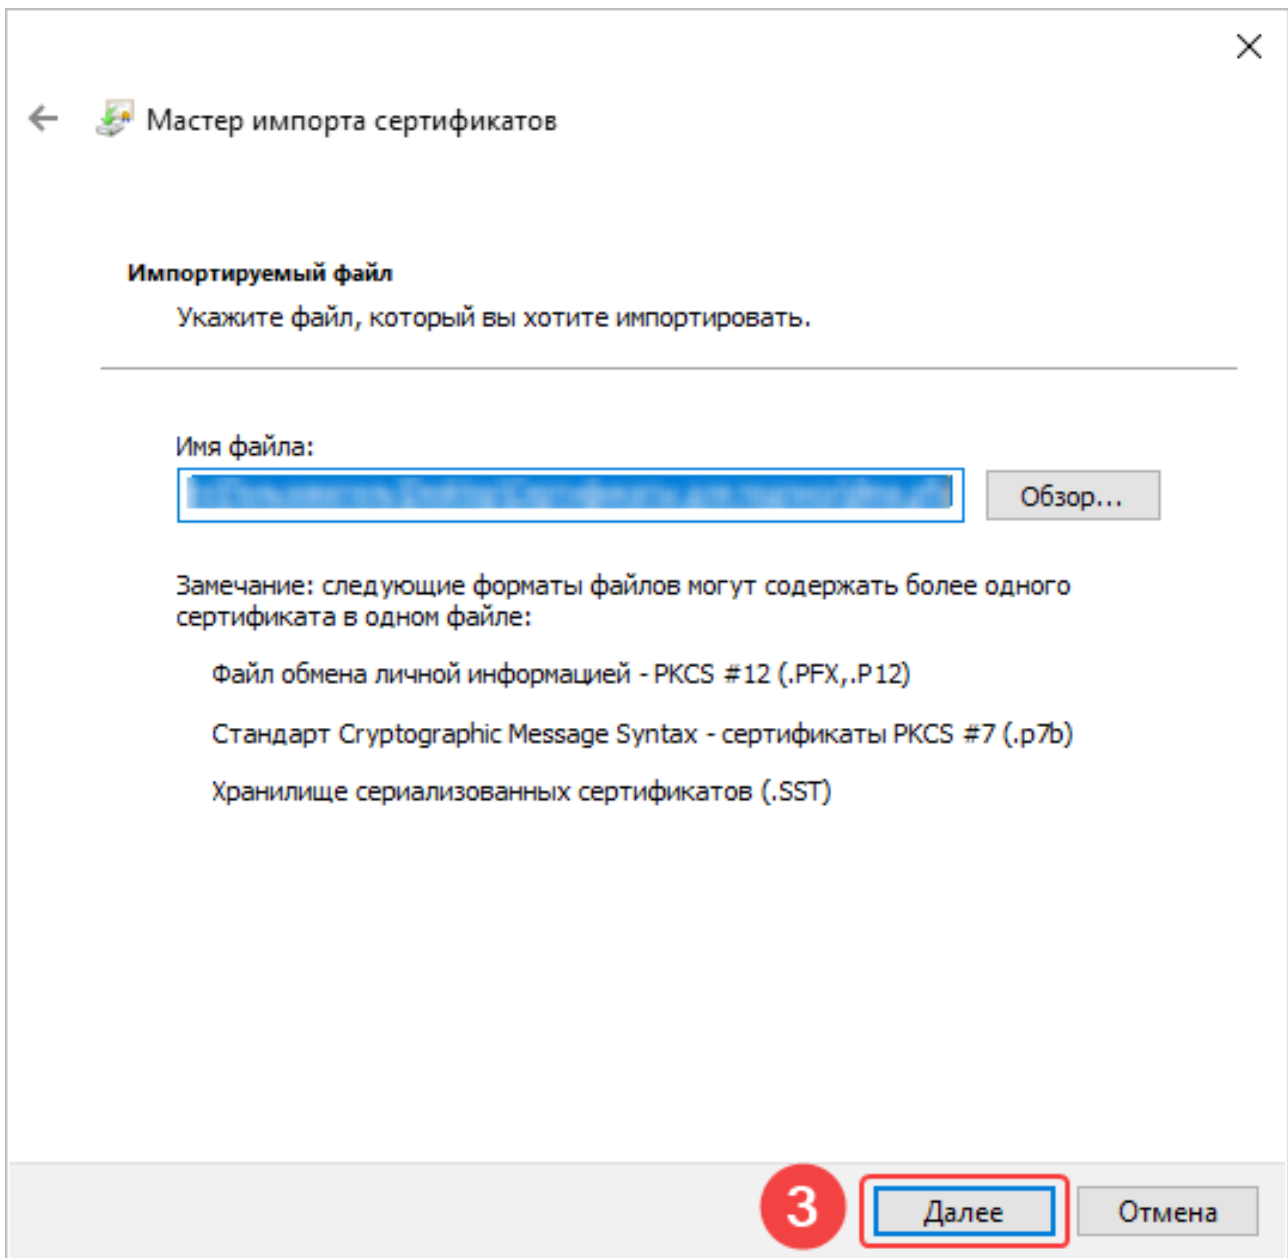 Мастер импорта сертификатов
Импортируемый файл
Укажите файл, который вы хотите импортировать.
Имя файла:
Обзор...
Замечание: следующие форматы файлов могут содержать более одного
сертификата в одном файле:
Файл обмена личной информацией - PKCS #12 (.PFX,.P12)
Стандарт Cryptographic Message Syntax - сертификаты PKCS #7 (.p7b)
Хранилище сериализованных сертификатов (.SST)
3
Далее
Отмена